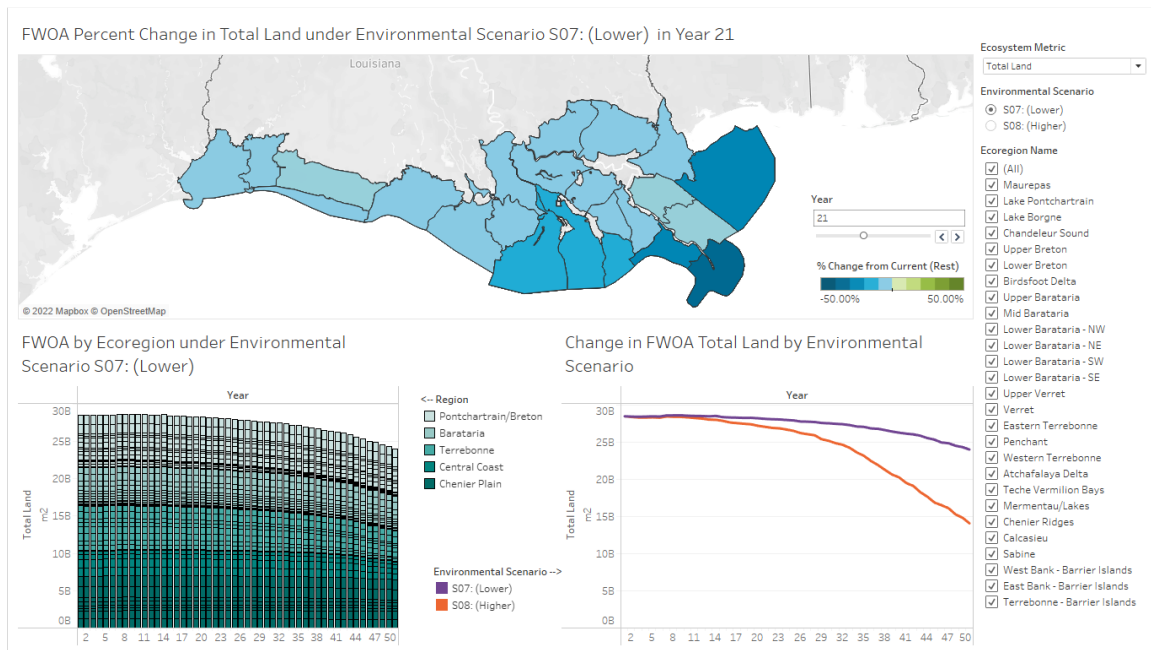 FWOA Percent Change in Total Land under Environmental Scenario S07: (Lower) in Year 21
Louisiana
© 2022 Mapbox © OpenStreetMap
Year
21
% Change from Current (Rest)
-50.00%
50.00%
Ecosystem Metric
Total Land
Environmental Scenario
S07: (Lower)
S08: (Higher)
Ecoregion Name
(All)
Maurepas
Lake Pontchartrain
Lake Borgne
Chandeleur Sound
Upper Breton
Lower Breton
Birdsfoot Delta
Upper Barataria
Mid Barataria
Lower Barataria - NW
Lower Barataria - NE
Lower Barataria - SW
Lower Barataria - SE
Upper Verret
Verret
Eastern Terrebonne
Penchant
Western Terrebonne
Atchafalaya Delta
Teche Vermilion Bays
Mermentau/Lakes
Chenier Ridges
Calcasieu
Sabine
West Bank - Barrier Islands
East Bank - Barrier Islands
Terrebonne - Barrier Islands
FWOA by Ecoregion under Environmental
Scenario S07: (Lower)
Year
30B
25B
20B
15B
10B
5B
0B
Total Land
m2
2 5 8 11 14 17 20 23 26 29 32 35 38 41 44 47 50
<-- Region
Pontchartrain/Breton
Barataria
Terrebonne
Central Coast
Chenier Plain
Environmental Scenario -->
S07: (Lower)
S08: (Higher)
Change in FWOA Total Land by Environmental
Scenario
Year
30B
25B
20B
15B
10B
5B
0B
Total Land
m2
2 5 8 11 14 17 20 23 26 29 32 35 38 41 44 47 50